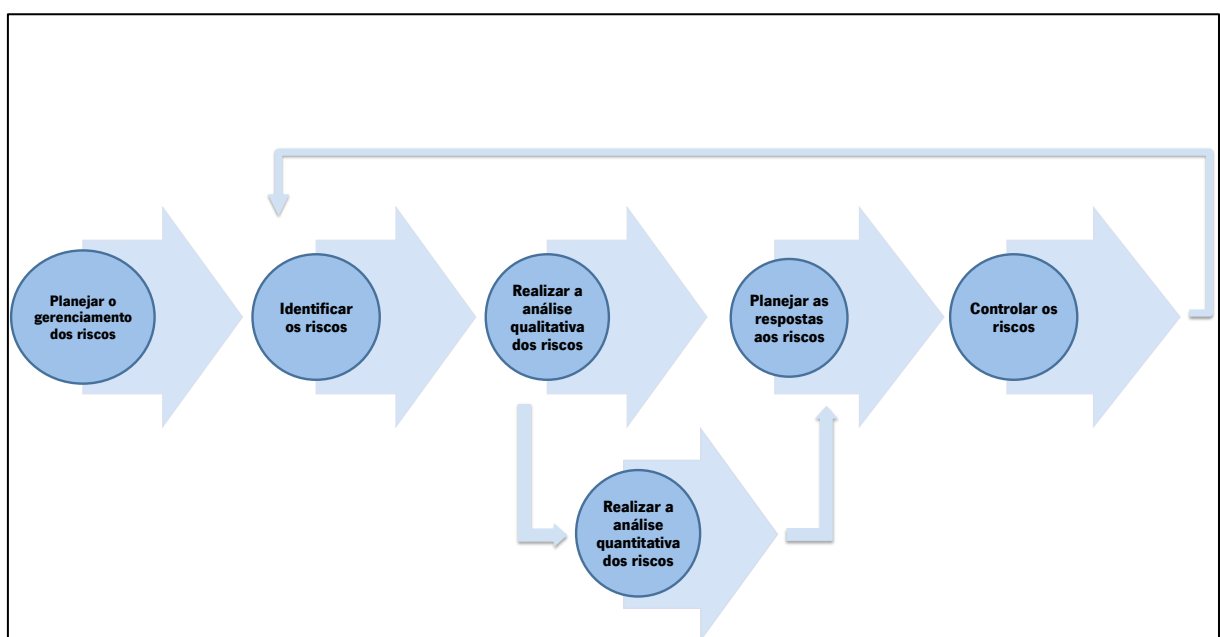 Planejar o
gerenciamento
dos riscos
Identificar
os riscos
Realizar a
análise
qualitativa
dos riscos
Planejar as
respostas
aos riscos
Controlar os
riscos
Realizar a
análise
quantitativa
dos riscos